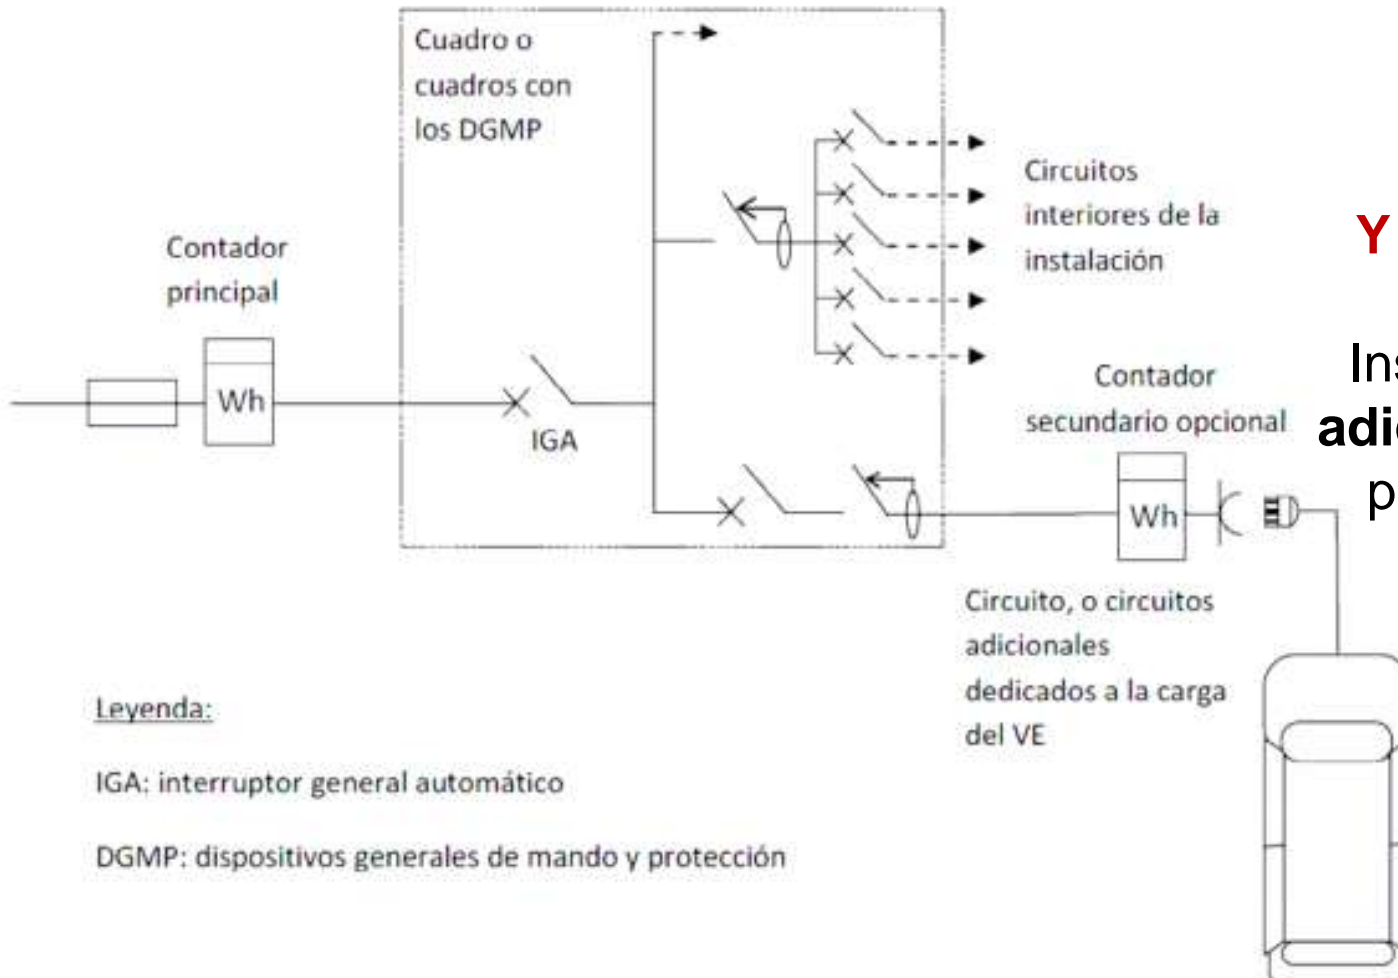 Cuadro o
cuadros con
los DGMP
Circuitos
interiores de la
instalación
Contador
principal
Wh
IGA
Contador
secundario opcional
Wh
Circuito, o circuitos
adicionales
dedicados a la carga
del VE
Leyenda:
IGA: interruptor general automático
DGMP: dispositivos generales de mando y protección
Y